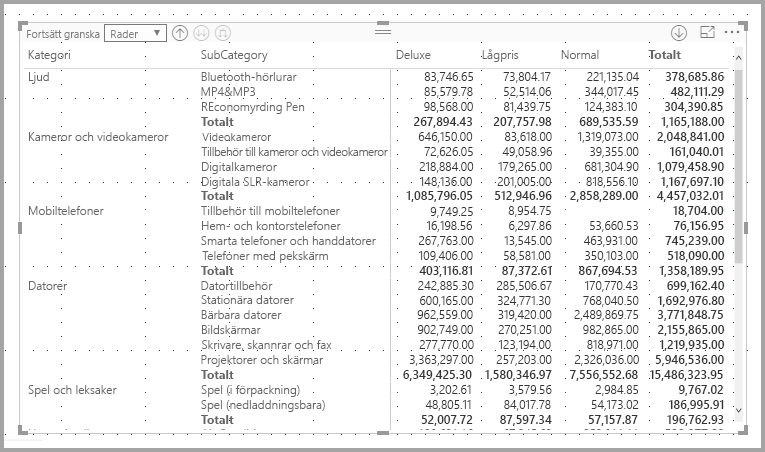 Fortsätt granska Rader
Kategori SubCategory Deluxe Lågpris Normal Totalt
Ljud Bluetooth-hörlurar 83,746.65 73,804.17 221,135.04 378,685.86
MP4&MP3 85,579.78 52,514.06 344,017.45 482,111.29
REconomyrding Pen 98,568.00 81,439.75 124,383.10 304,390.85
Totalt 267,894.43 207,757.98 689,535.59 1,165,188.00
Kameror och videokameror Videokameror 646,150.00 83,618.00 1,319,073.00 2,048,841.00
Tillbehör till kameror och videokameror 72,626.05 49,058.96 39,355.00 161,040.01
Digitalkameror 218,884.00 179,265.00 681,304.90 1,079,458.90
Digitala SLR-kameror 148,136.00 201,005.00 818,556.10 1,167,697.10
Totalt 1,085,796.05 512,946.96 2,858,289.00 4,457,032.01
Mobiltelefoner Tillbehör till mobiltelefoner 9,749.25 8,954.75 18,704.00
Hem- och kontorstelefoner 16,198.56 6,297.86 53,660.53 76,156.95
Smarta telefoner och handdatorer 267,763.00 13,545.00 463,931.00 745,239.00
Telefoner med pekskärm 109,406.00 58,581.00 350,103.00 518,090.00
Totalt 403,116.81 87,372.61 867,694.53 1,358,189.95
Datorer Datortillbehör 242,885.30 285,506.67 170,770.43 699,162.40
Stationära datorer 600,165.00 324,771.30 768,040.50 1,692,976.80
Bärbara datorer 962,559.00 319,420.00 2,489,869.75 3,771,848.75
Bildskärmar 902,749.00 270,251.00 982,865.00 2,155,865.00
Skrivare, skannrar och fax 277,770.00 123,194.00 818,971.00 1,219,935.00
Projektorer och skärmar 3,363,297.00 257,203.00 2,326,036.00 5,946,536.00
Totalt 6,349,425.30 1,580,346.97 7,556,552.68 15,486,323.95
Spel och leksaker Spel (i förpackning) 3,202.61 3,579.56 2,984.85 9,767.02
Spel (nedladdningsbara) 48,805.11 84,017.78 54,173.02 186,995.91
Totalt 52,007.72 87,597.34 57,157.87 196,762.93